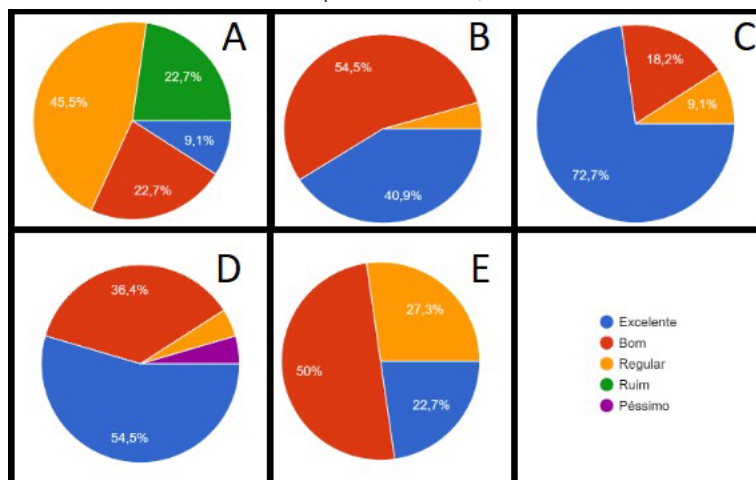 A
22,7%
45,5%
9,1%
22,7%
B
54,5%
40,9%
C
18,2%
9,1%
72,7%
D
36,4%
54,5%
E
27,3%
50%
22,7%
Excelente
Bom
Regular
Ruim
Péssimo